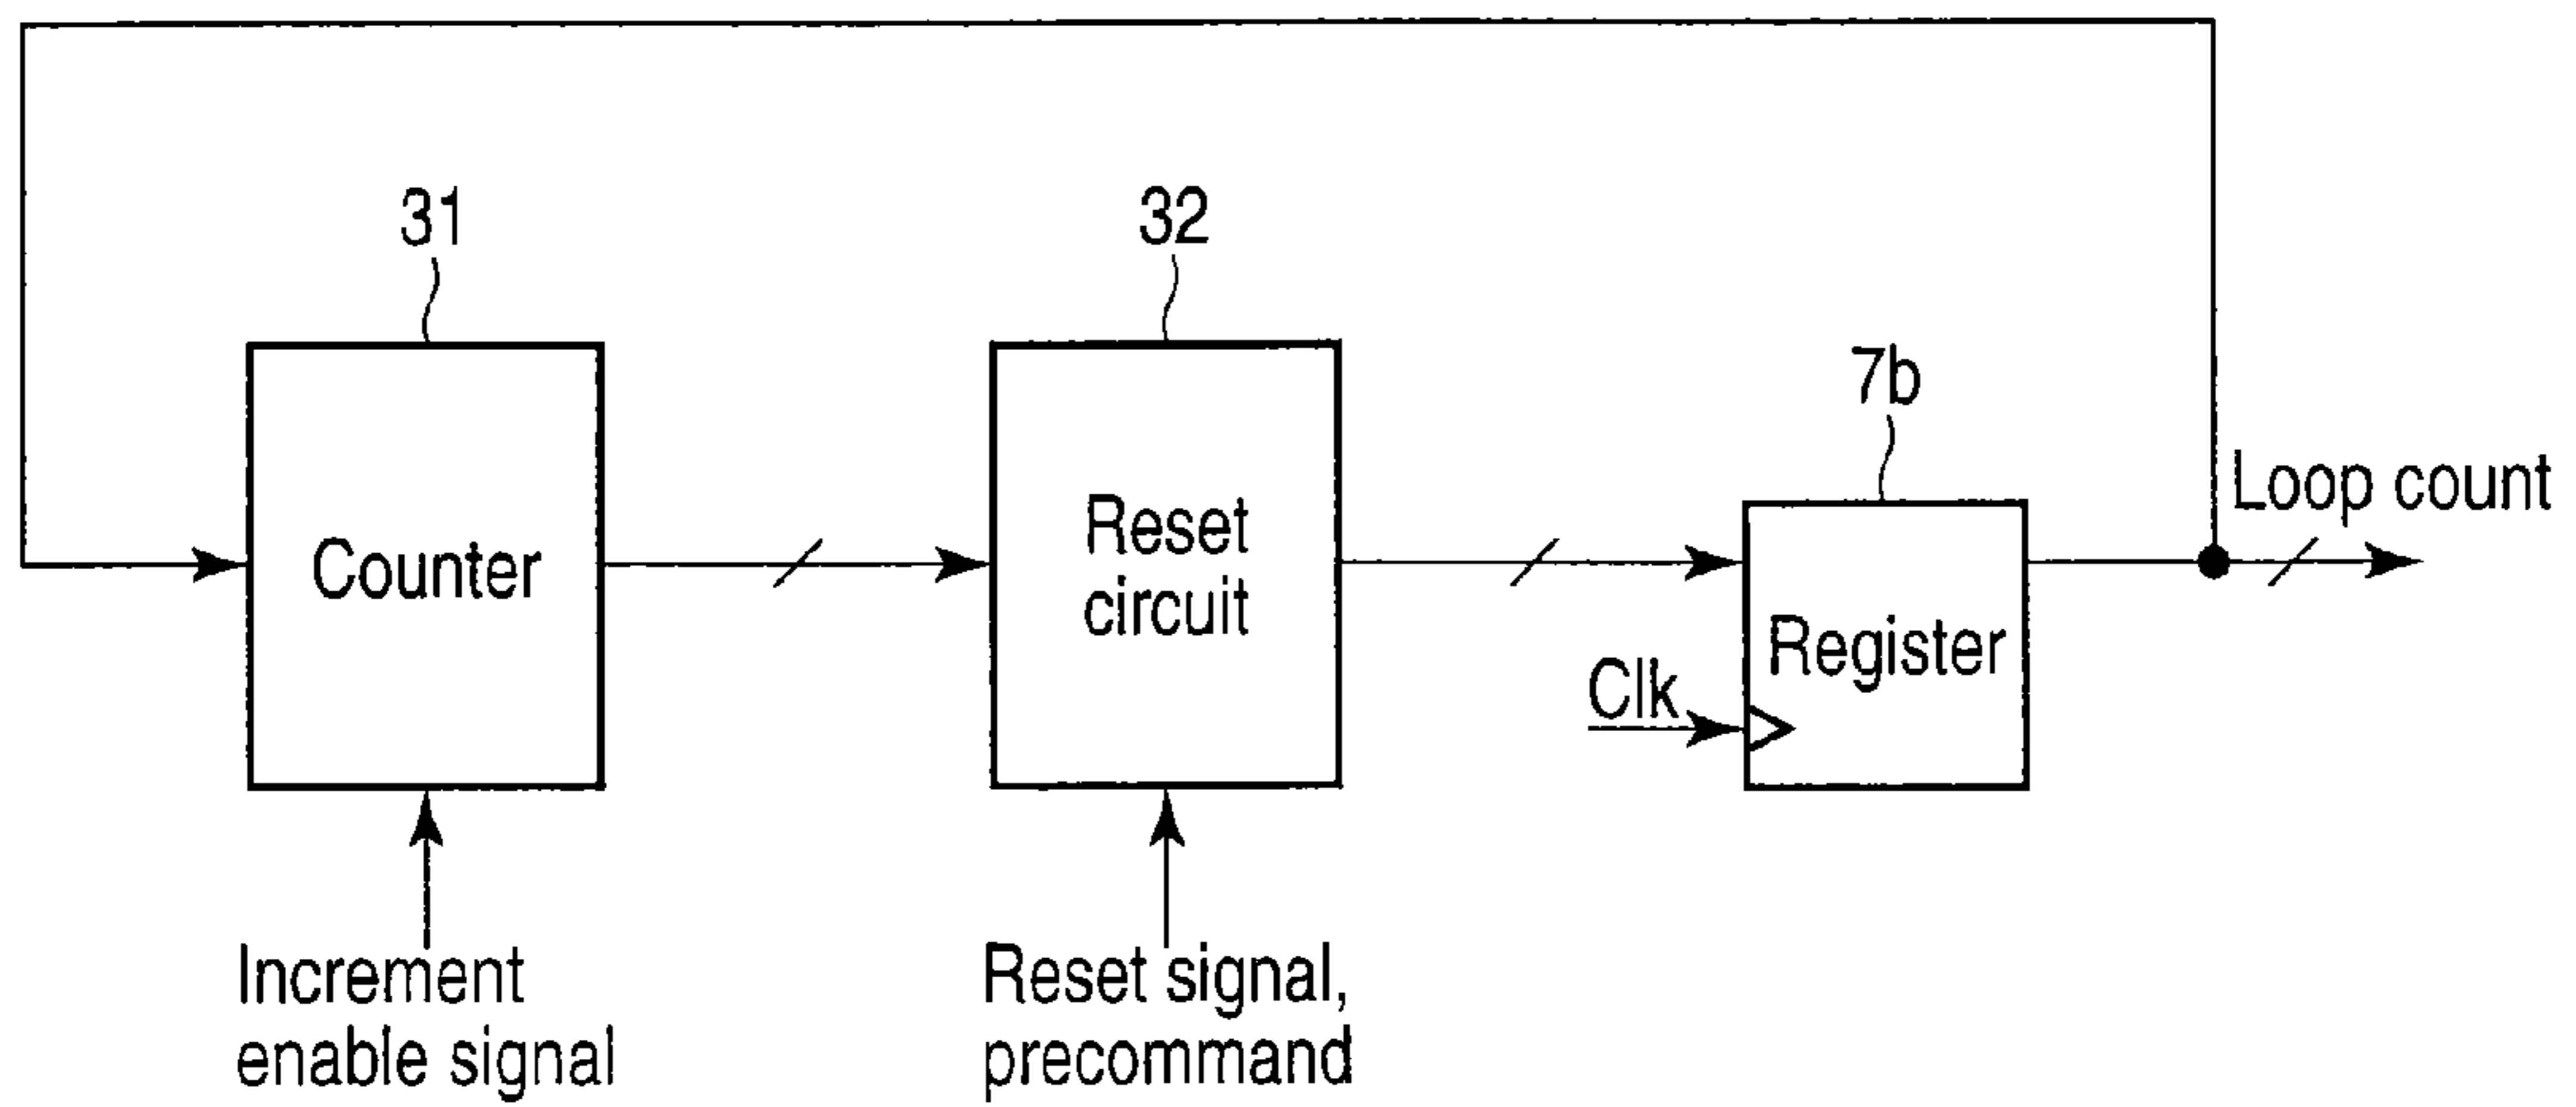 31
32
7b
Loop count
Counter
Reset
circuit
Register
Clk
Increment
enable signal
Reset signal,
precommand